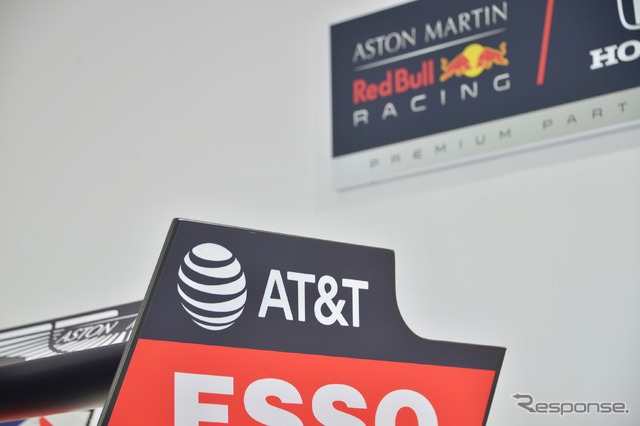 ASTON MARTIN
Red Bull
RACING
HO
PREMIUM PART
AT&T
ASTON
ESSO
Response.